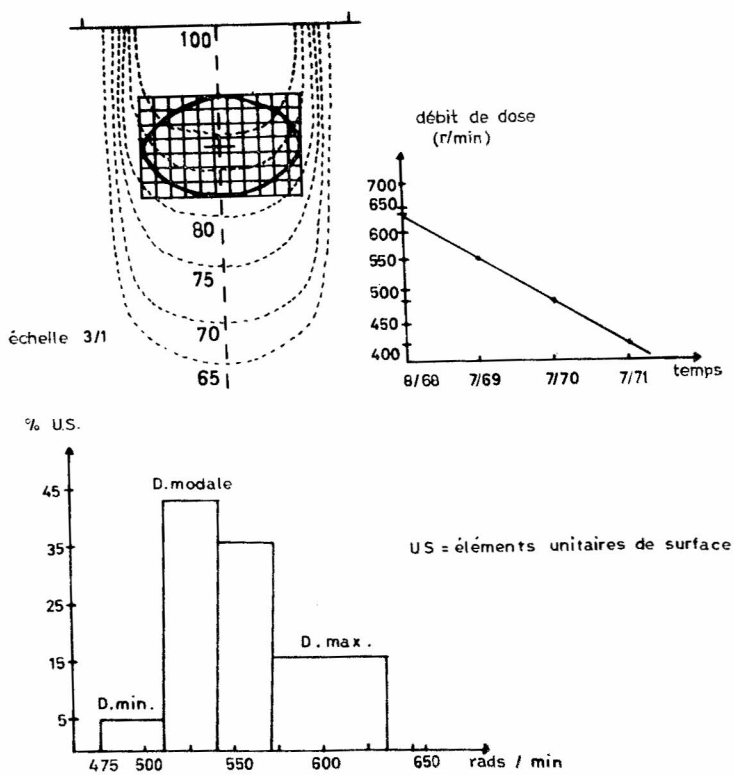 100
80
75
70
65
échelle 3/1
débit de dose
(r/min)
700
650
600
550
500
450
400
8/68 7/69 7/70 7/71 temps
% U.S.
45
35
25
15
5
D.modale
D.min.
D.max.
475 500 550 600 650 rads / min
US = éléments unitaires de surface